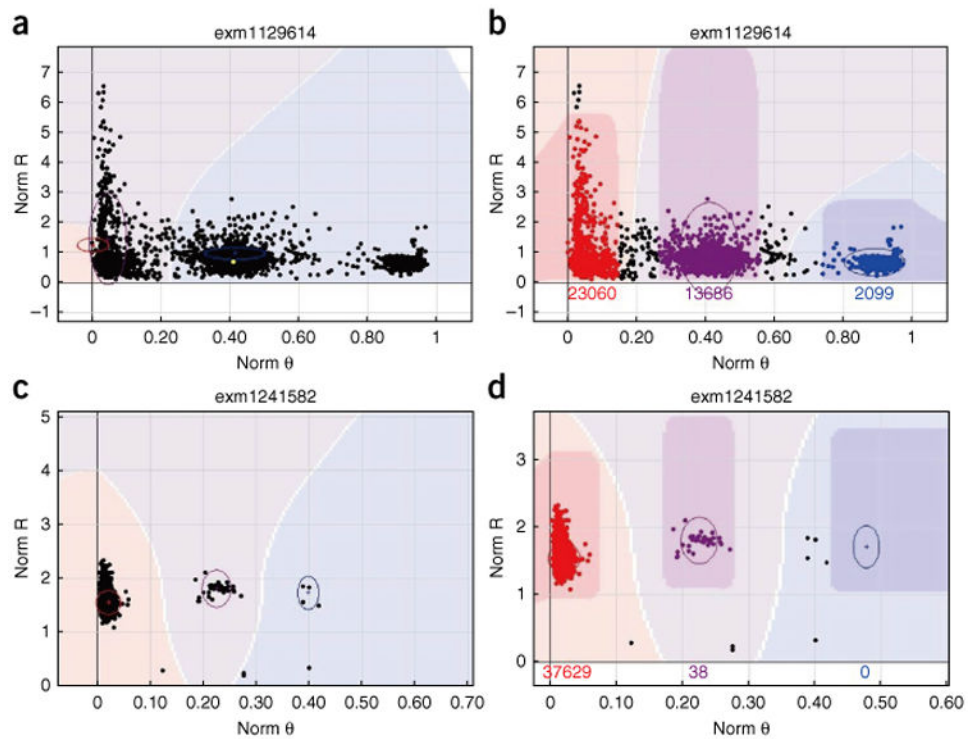 a
exm1129614
7
6
5
4
3
2
1
0
−1
Norm R
0 0.20 0.40 0.60 0.80 1
Norm θ
b
exm1129614
7
6
5
4
3
2
1
0
−1
Norm R
23060 13686 2099
0 0.20 0.40 0.60 0.80 1
Norm θ
c
exm1241582
5
4
3
2
1
0
Norm R
0 0.10 0.20 0.30 0.40 0.50 0.60 0.70
Norm θ
d
exm1241582
3
2
1
0
Norm R
37629 38 0
0 0.10 0.20 0.30 0.40 0.50 0.60
Norm θ